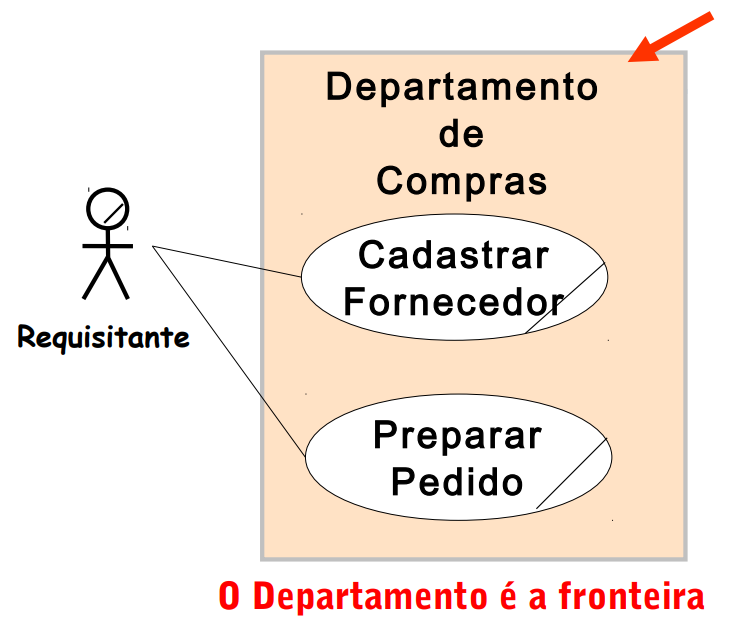 Departamento
de
Compras
Cadastrar
Fornecedor
Requisitante
Preparar
Pedido
O Departamento é a fronteira